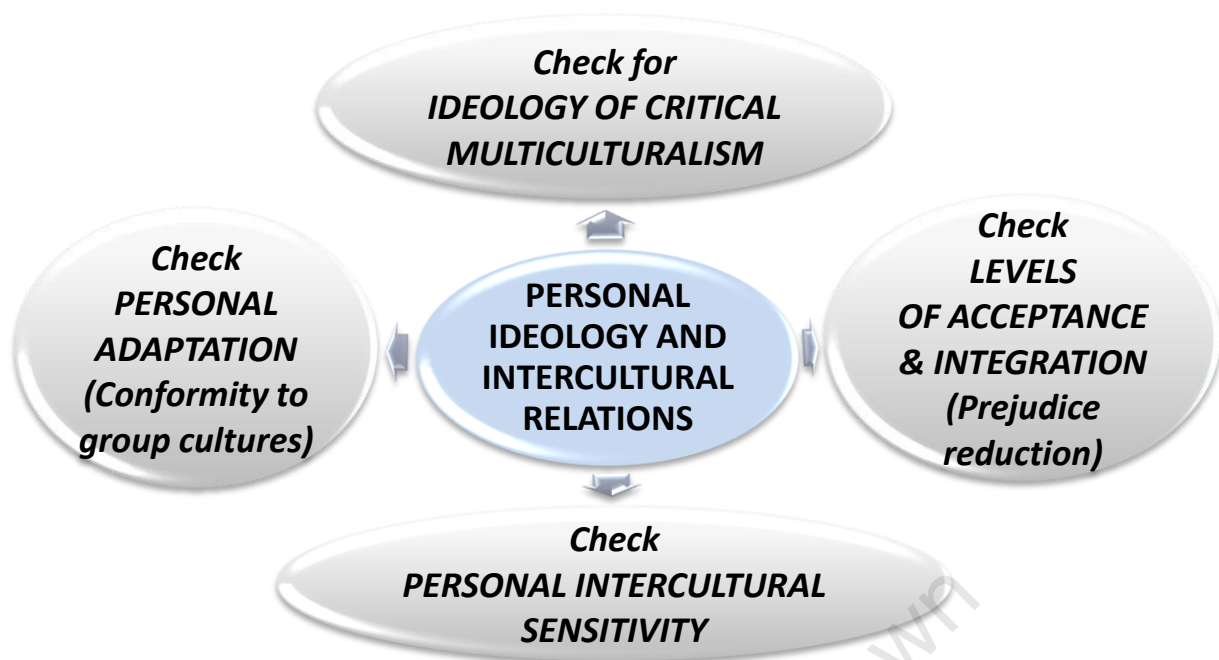 Check for
IDEOLOGY OF CRITICAL
MULTICULTURALISM
Check
PERSONAL
ADAPTATION
(Conformity to
group cultures)
PERSONAL
IDEOLOGY AND
INTERCULTURAL
RELATIONS
Check
LEVELS
OF ACCEPTANCE
& INTEGRATION
(Prejudice
reduction)
Check
PERSONAL INTERCULTURAL
SENSITIVITY
wn